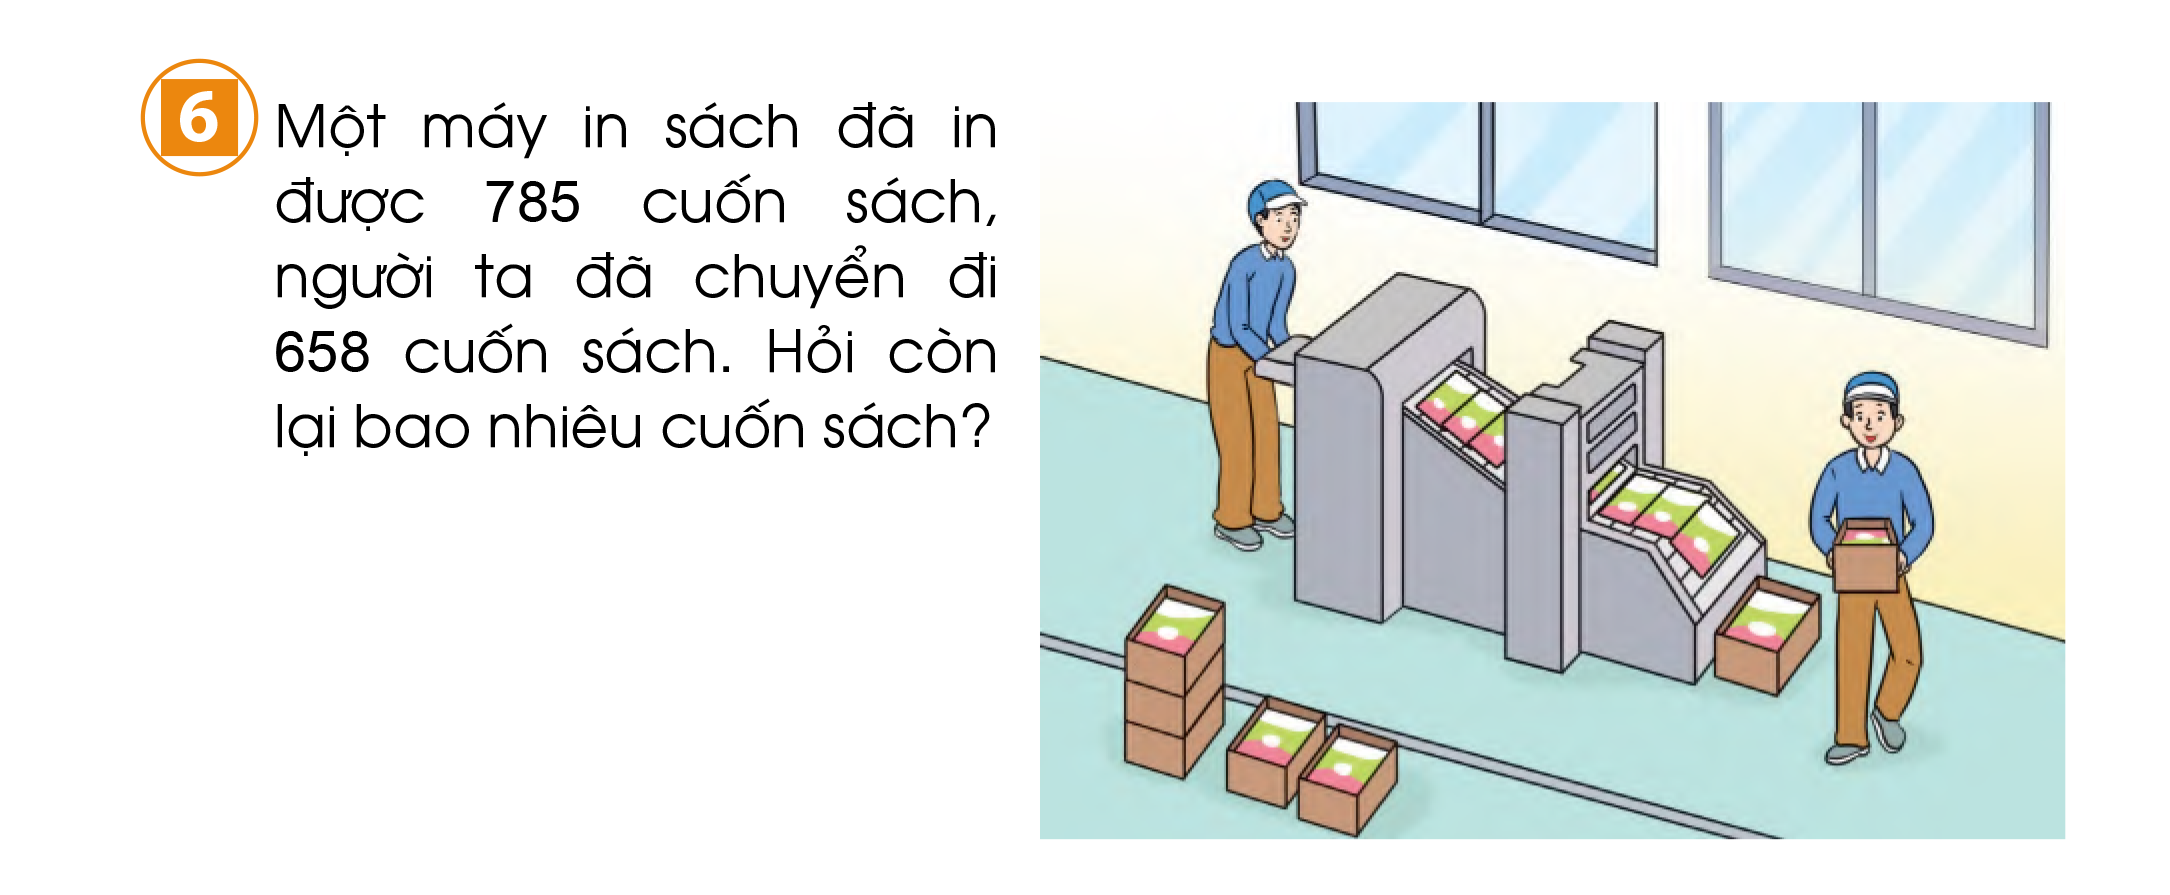 6
Một máy in sách đã in
được 785 cuốn sách,
người ta đã chuyển đi
658 cuốn sách. Hỏi còn
lại bao nhiêu cuốn sách?